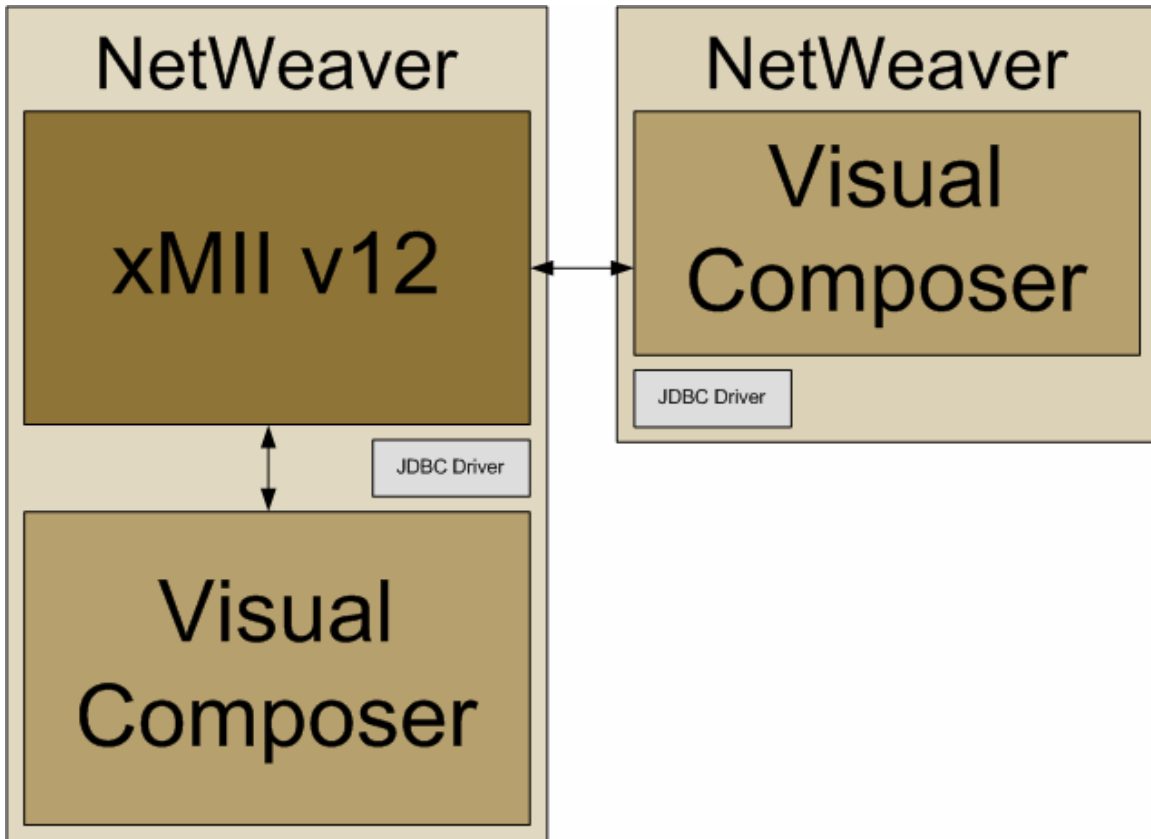 NetWeaver
xMII v12
JDBC Driver
Visual
Composer
NetWeaver
Visual
Composer
JDBC Driver